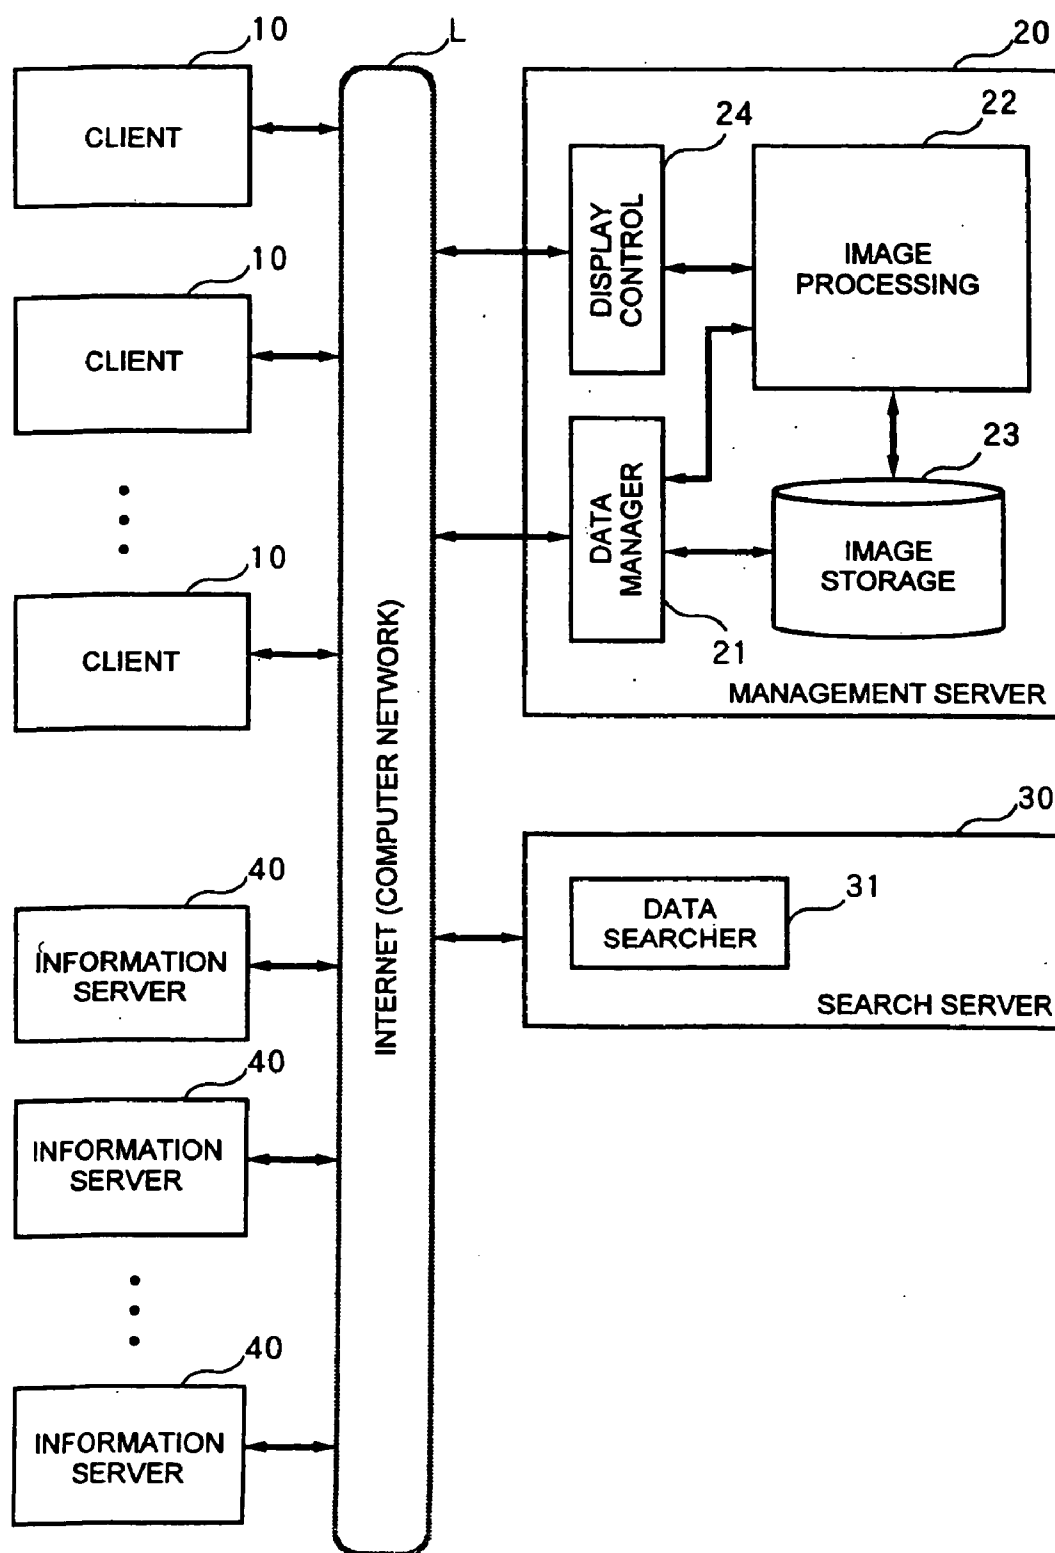 10
CLIENT
10
CLIENT
10
CLIENT
40
INFORMATION
SERVER
40
INFORMATION
SERVER
40
INFORMATION
SERVER
L
INTERNET (COMPUTER NETWORK)
20
24
DISPLAY
CONTROL
22
IMAGE
PROCESSING
DATA
MANAGER
21
23
IMAGE
STORAGE
MANAGEMENT SERVER
30
DATA
SEARCHER
31
SEARCH SERVER